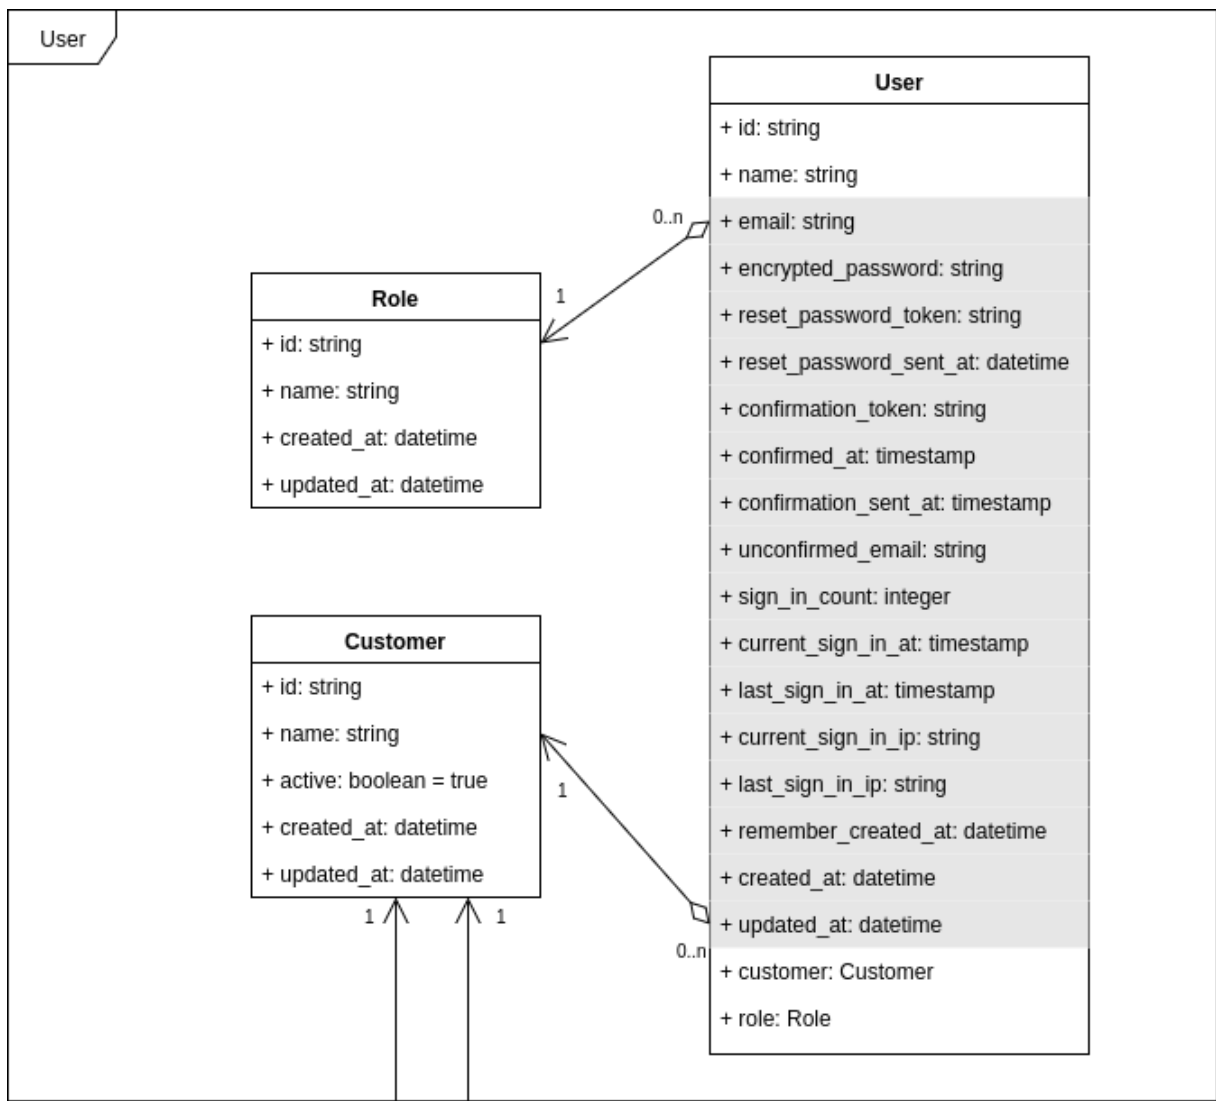 User
User
+ id: string
+ name: string
+ email: string
+ encrypted_password: string
+ reset_password_token: string
+ reset_password_sent_at: datetime
+ confirmation_token: string
+ confirmed_at: timestamp
+ confirmation_sent_at: timestamp
+ unconfirmed_email: string
+ sign_in_count: integer
+ current_sign_in_at: timestamp
+ last_sign_in_at: timestamp
+ current_sign_in_ip: string
+ last_sign_in_ip: string
+ remember_created_at: datetime
+ created_at: datetime
+ updated_at: datetime
+ customer: Customer
+ role: Role
0..n
1
Role
+ id: string
+ name: string
+ created_at: datetime
+ updated_at: datetime
Customer
+ id: string
+ name: string
+ active: boolean = true
+ created_at: datetime
+ updated_at: datetime
1
0..n
1
1